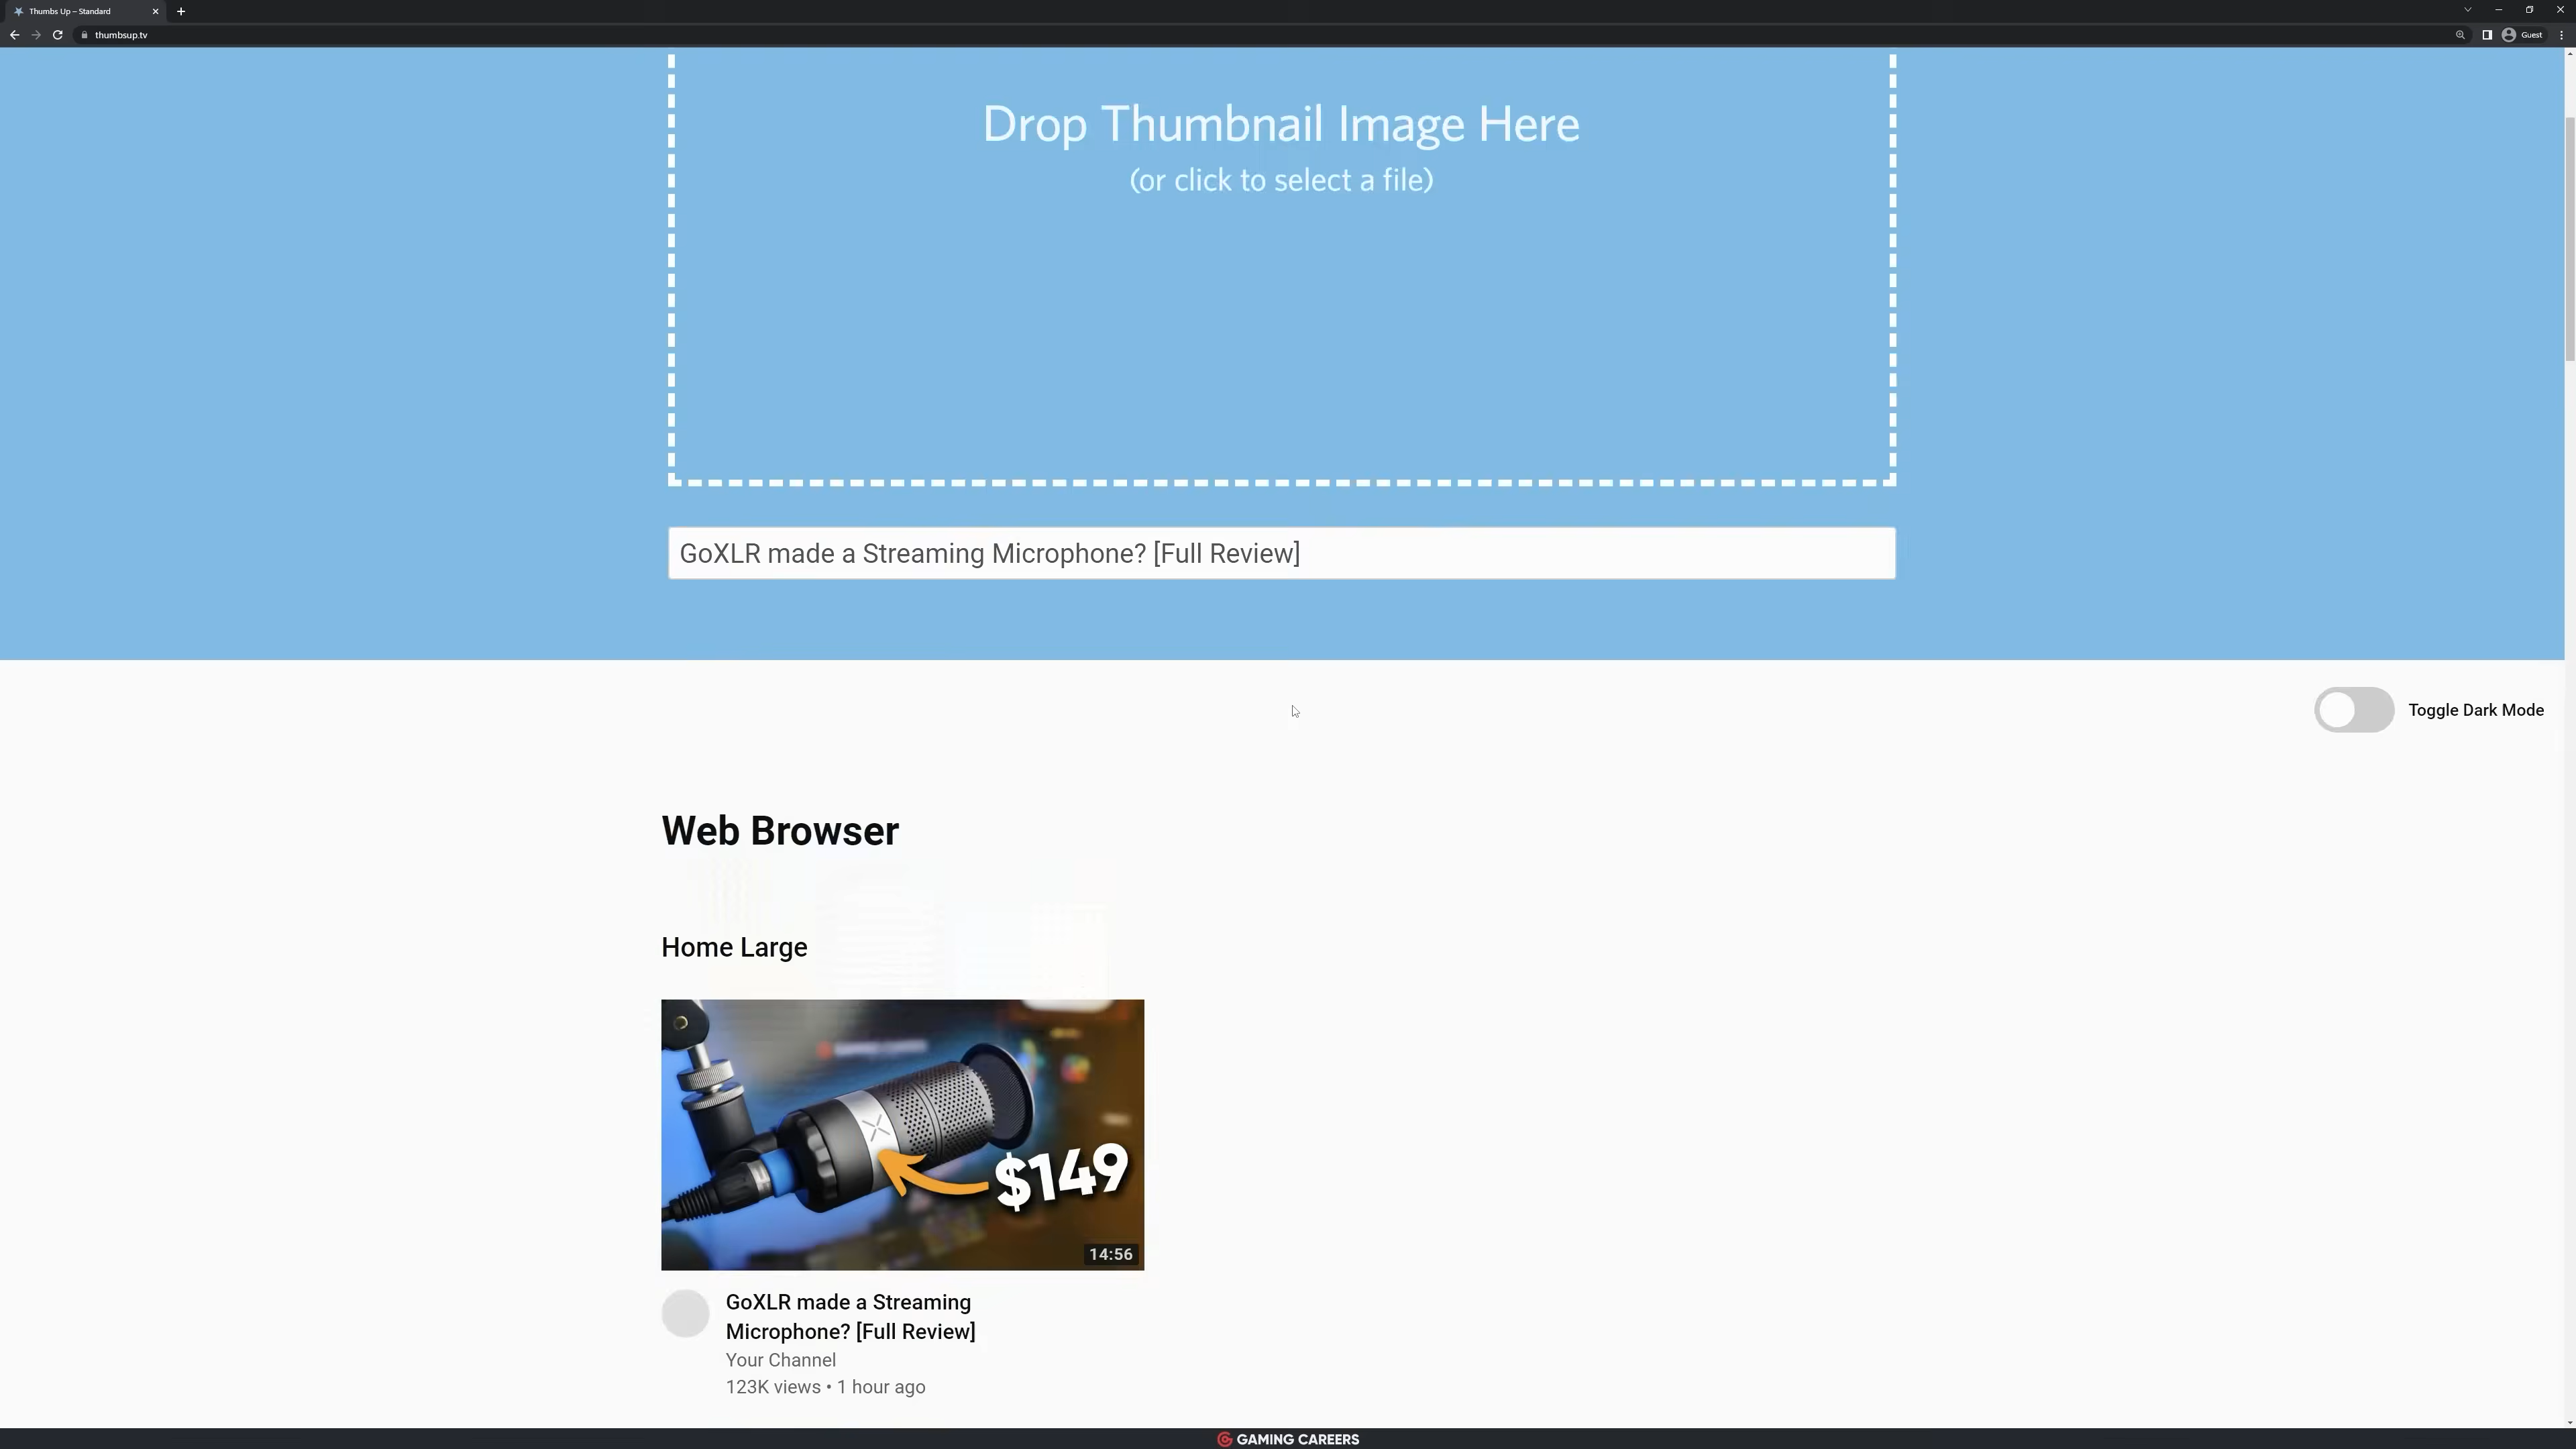 Thumbs Up – Standard
thumbsup.tv
Guest
Drop Thumbnail Image Here
(or click to select a file)
GoXLR made a Streaming Microphone? [Full Review]
Toggle Dark Mode
Web Browser
Home Large
GAMING CAREERS
$149
14:56
GoXLR made a Streaming
Microphone? [Full Review]
Your Channel
123K views • 1 hour ago
GAMING CAREERS